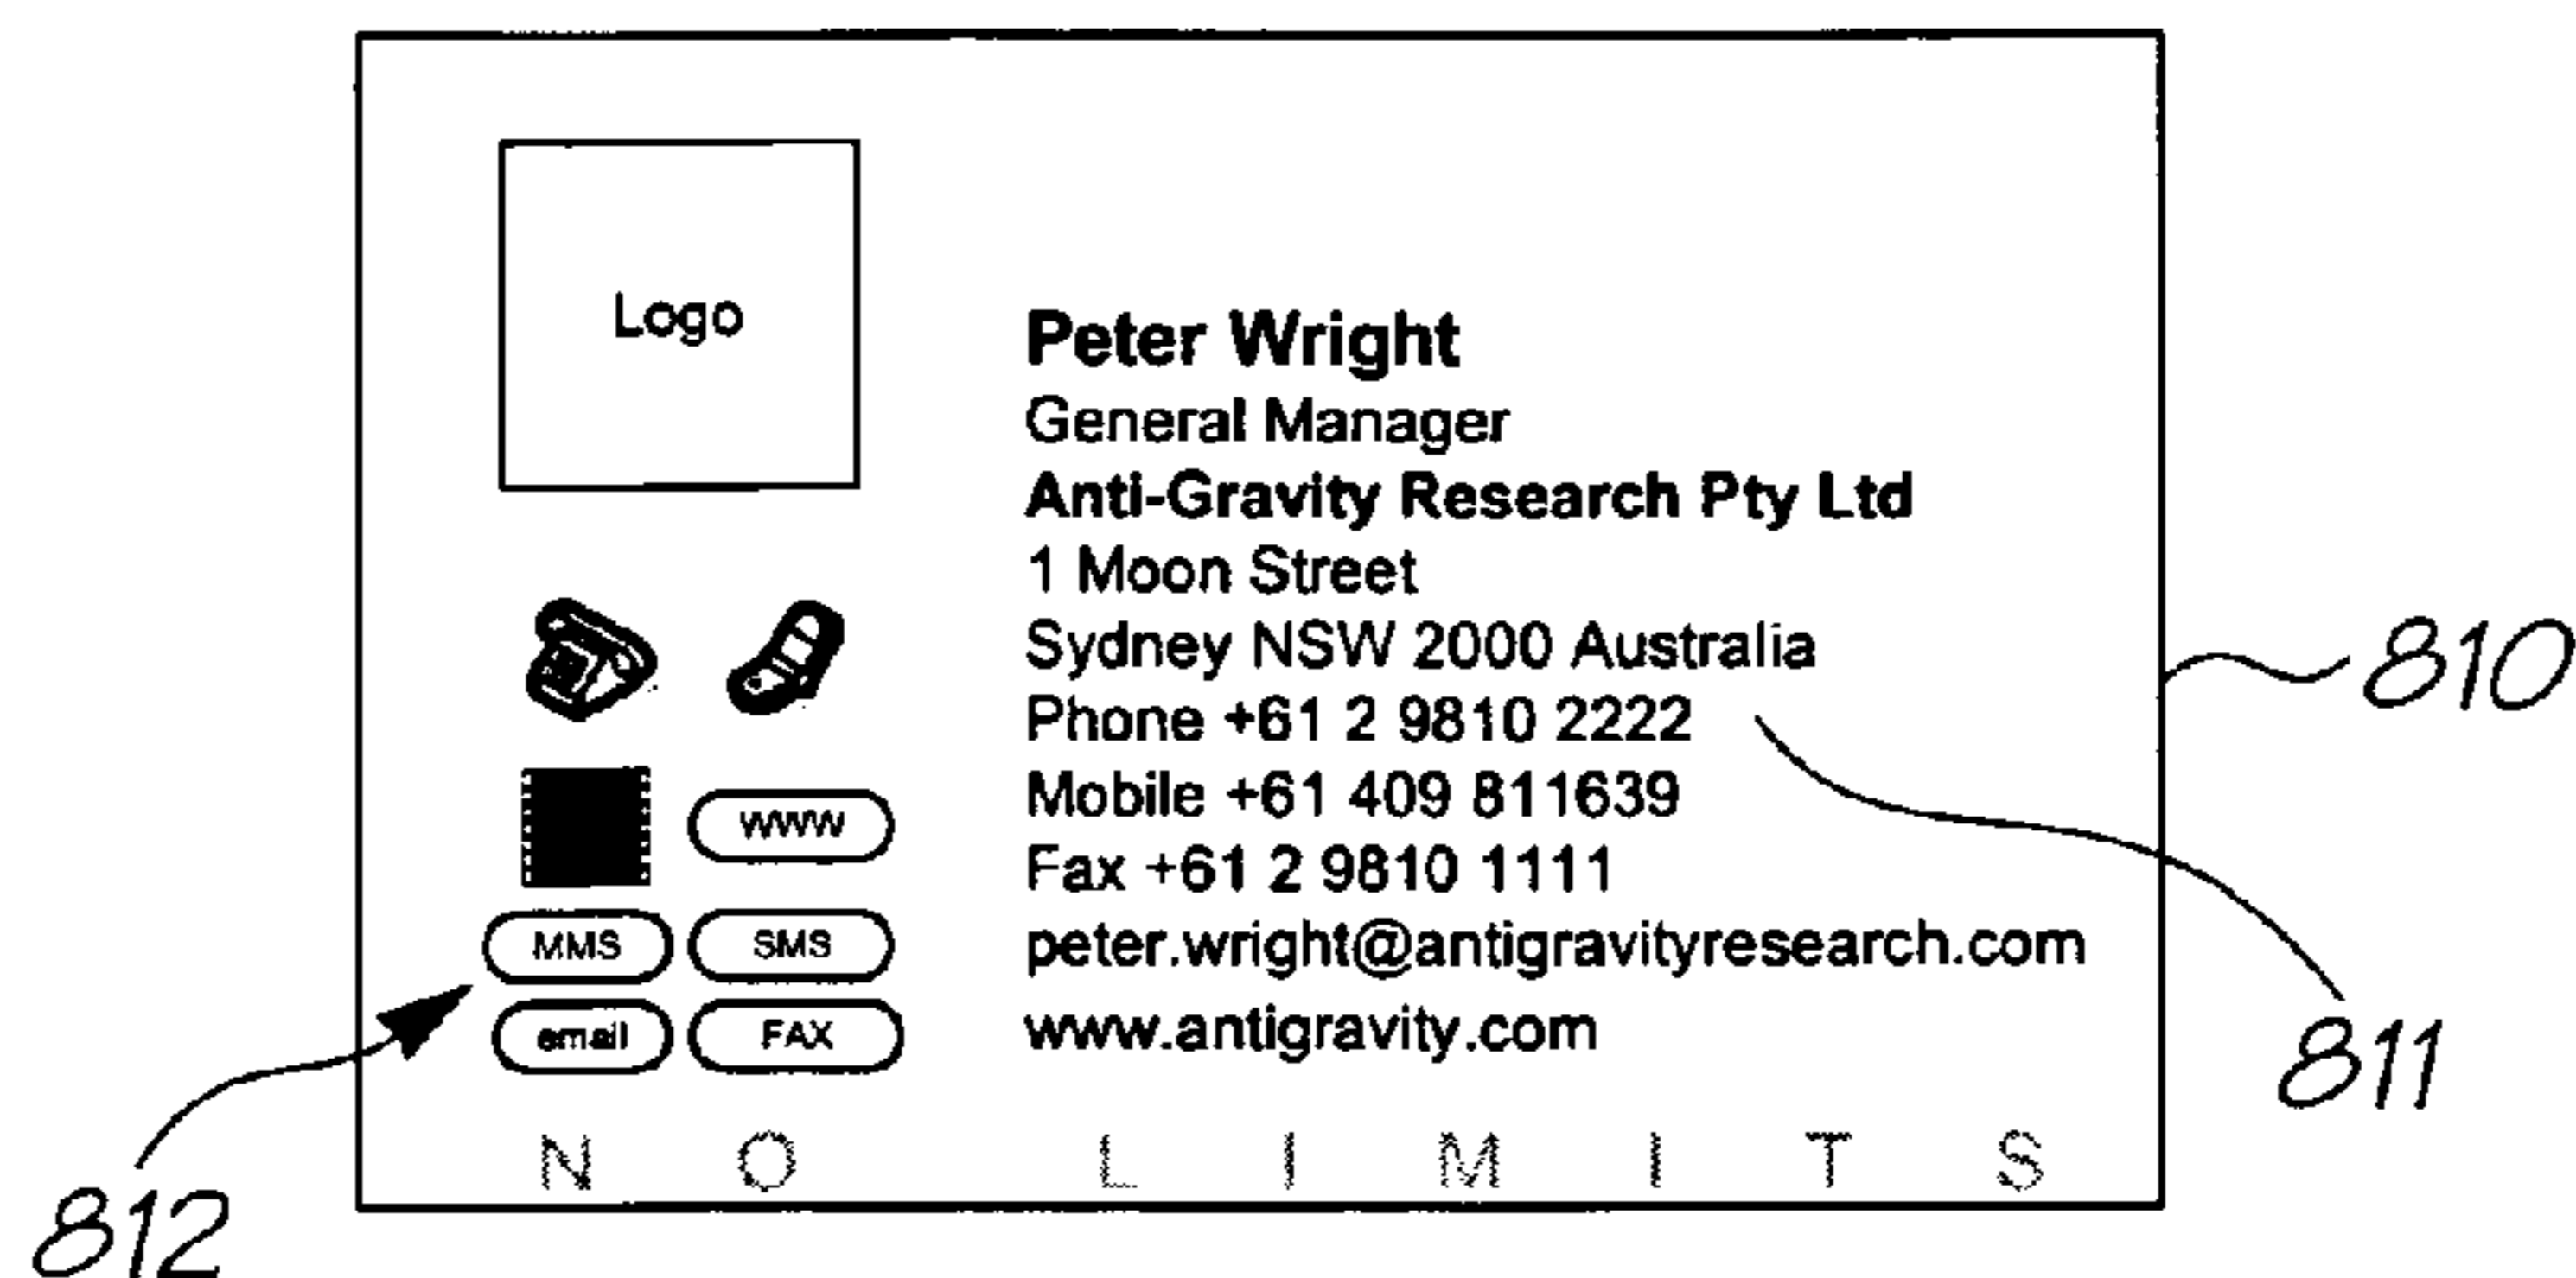 Logo
Peter Wright
General Manager
Anti-Gravity Research Pty Ltd
1 Moon Street
Sydney NSW 2000 Australia
Phone +61 2 9810 2222
Mobile +61 409 811639
Fax +61 2 9810 1111
peter.wright@antigravityresearch.com
www.antigravity.com
WWW
MMS SMS
email FAX
N O L I M I T S
810
811
812